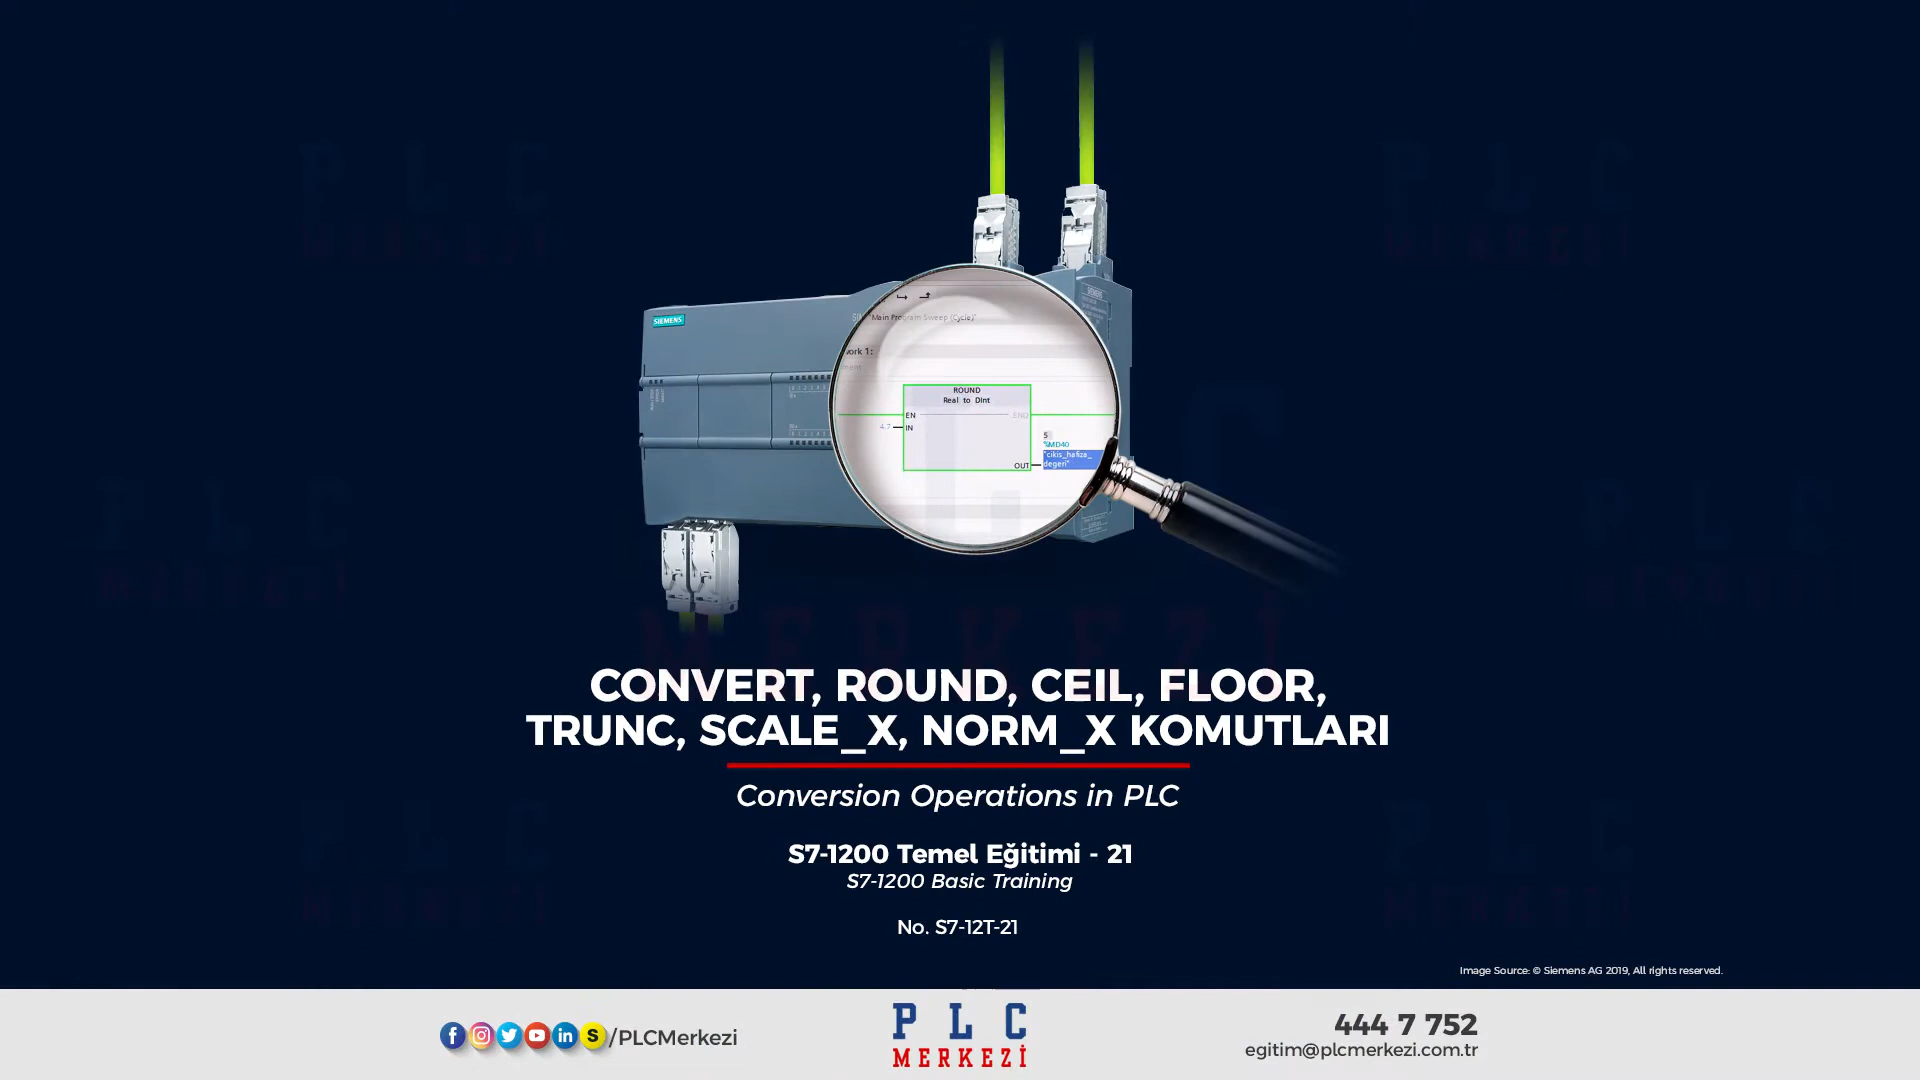 SIEMENS
SIEMENS
"Main Program Sweep (Cycle)"
work 1:
ROUND
Real to DInt
EN
ENO
4.7
IN
5
%MD40
"cikis_hafiza_
degeri"
OUT
CONVERT, ROUND, CEIL, FLOOR,
TRUNC, SCALE_X, NORM_X KOMUTLARI
Conversion Operations in PLC
S7-1200 Temel Eğitimi - 21
S7-1200 Basic Training
No. S7-12T-21
Image Source: © Siemens AG 2019, All rights reserved.
/PLCMerkezi
PLC
MERKEZİ
444 7 752
egitim@plcmerkezi.com.tr